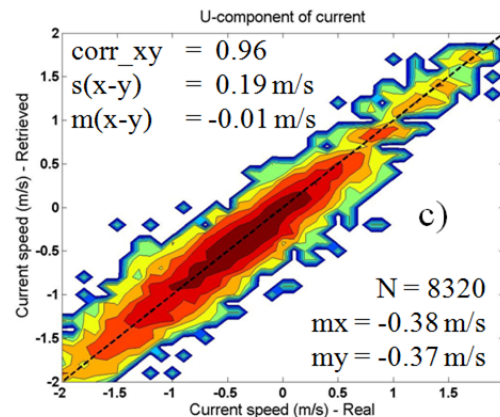 U-component of current
corr_xy = 0.96
s(x-y) = 0.19 m/s
m(x-y) = -0.01 m/s
c)
N = 8320
mx = -0.38 m/s
my = -0.37 m/s
Current speed (m/s) - Retrieved
2
1.5
1
0.5
0
-0.5
-1
-1.5
-2
-2 -1.5 -1 -0.5 0 0.5 1 1.5
Current speed (m/s) - Real